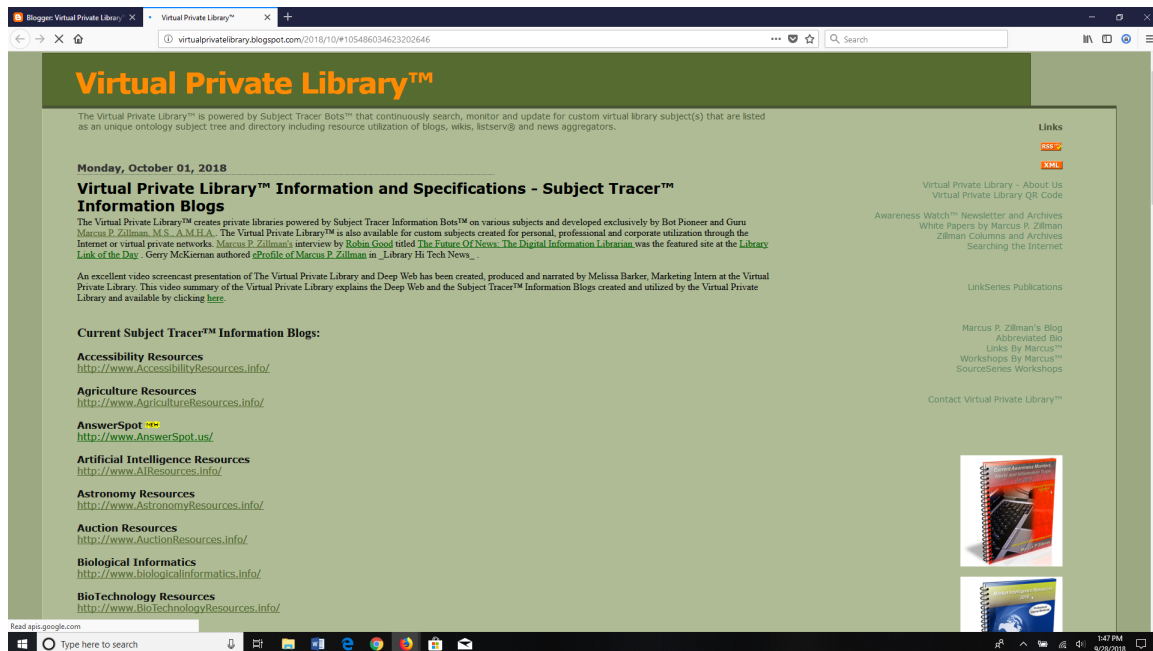 Blogger: Virtual Private Library
Virtual Private Library™
virtualprivatelibrary.blogspot.com/2018/10/#105486034623202646
Search
Virtual Private Library™
The Virtual Private Library™ is powered by Subject Tracer Bots™ that continuously search, monitor and update for custom virtual library subject(s) that are listed
as an unique ontology subject tree and directory including resource utilization of blogs, wikis, listserv® and news aggregators.
Links
RSS
XML
Virtual Private Library - About Us
Virtual Private Library QR Code
Awareness Watch™ Newsletter and Archives
White Papers by Marcus P. Zillman
Zillman Columns and Archives
Searching the Internet
LinkSeries Publications
Marcus P. Zillman's Blog
Abbreviated Bio
Links By Marcus™
Workshops By Marcus™
SourceSeries Workshops
Contact Virtual Private Library™
Monday, October 01, 2018
Virtual Private Library™ Information and Specifications - Subject Tracer™
Information Blogs
The Virtual Private Library™ creates private libraries powered by Subject Tracer Information Bots™ on various subjects and developed exclusively by Bot Pioneer and Guru
Marcus P. Zillman, M.S., A.M.H.A.. The Virtual Private Library™ is also available for custom subjects created for personal, professional and corporate utilization through the
Internet or virtual private networks. Marcus P. Zillman's interview by Robin Good titled The Future Of News: The Digital Information Librarian was the featured site at the Library
Link of the Day . Gerry McKiernan authored eProfile of Marcus P. Zillman in _Library Hi Tech News_ .
An excellent video screencast presentation of The Virtual Private Library and Deep Web has been created, produced and narrated by Melissa Barker, Marketing Intern at the Virtual
Private Library. This video summary of the Virtual Private Library explains the Deep Web and the Subject Tracer™ Information Blogs created and utilized by the Virtual Private
Library and available by clicking here.
Current Subject Tracer™ Information Blogs:
Accessibility Resources
http://www.AccessibilityResources.info/
Agriculture Resources
http://www.AgricultureResources.info/
AnswerSpot NEW
http://www.AnswerSpot.us/
Artificial Intelligence Resources
http://www.AIResources.info/
Astronomy Resources
http://www.AstronomyResources.info/
Auction Resources
http://www.AuctionResources.info/
Biological Informatics
http://www.biologicalinformatics.info/
BioTechnology Resources
http://www.BioTechnologyResources.info/
Read apis.google.com
Type here to search
1:47 PM
9/28/2018